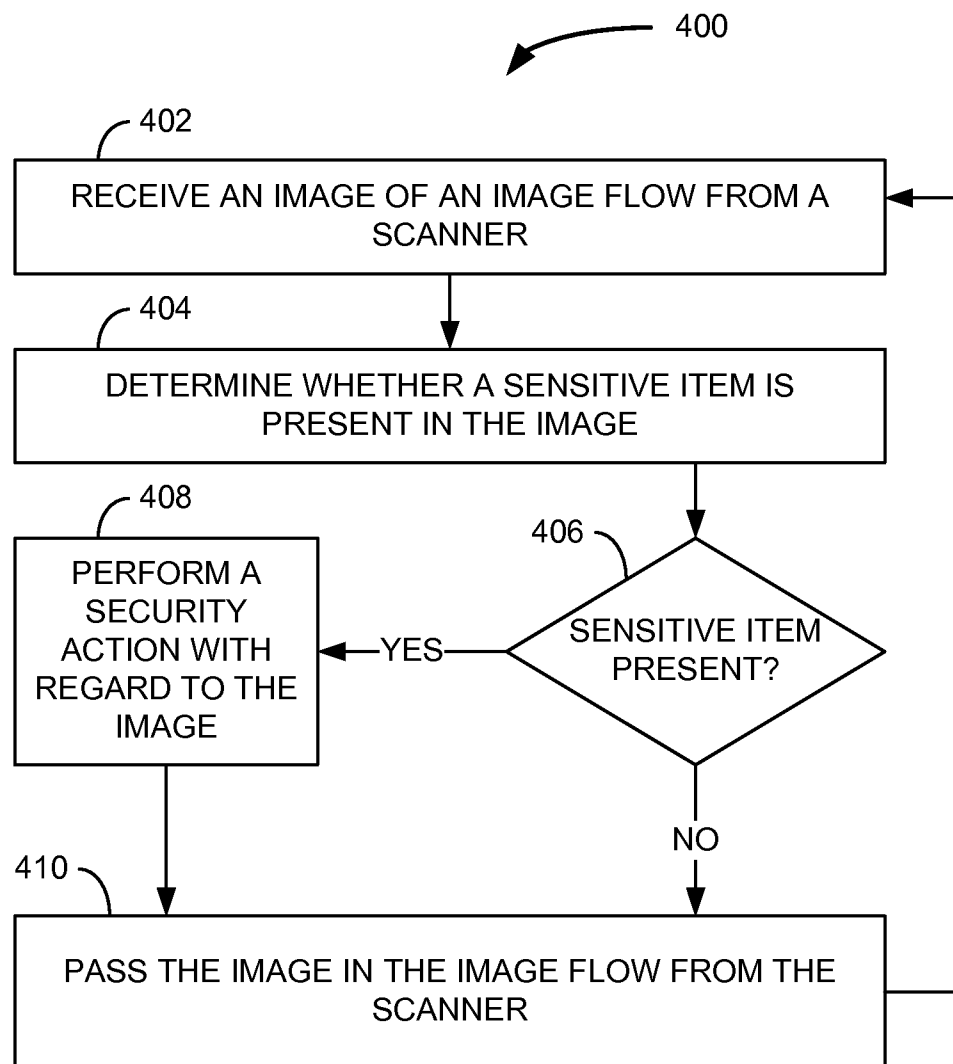 400
402
RECEIVE AN IMAGE OF AN IMAGE FLOW FROM A
SCANNER
404
DETERMINE WHETHER A SENSITIVE ITEM IS
PRESENT IN THE IMAGE
408
PERFORM A
SECURITY
ACTION WITH
REGARD TO THE
IMAGE
406
SENSITIVE ITEM
PRESENT?
YES
NO
410
PASS THE IMAGE IN THE IMAGE FLOW FROM THE
SCANNER